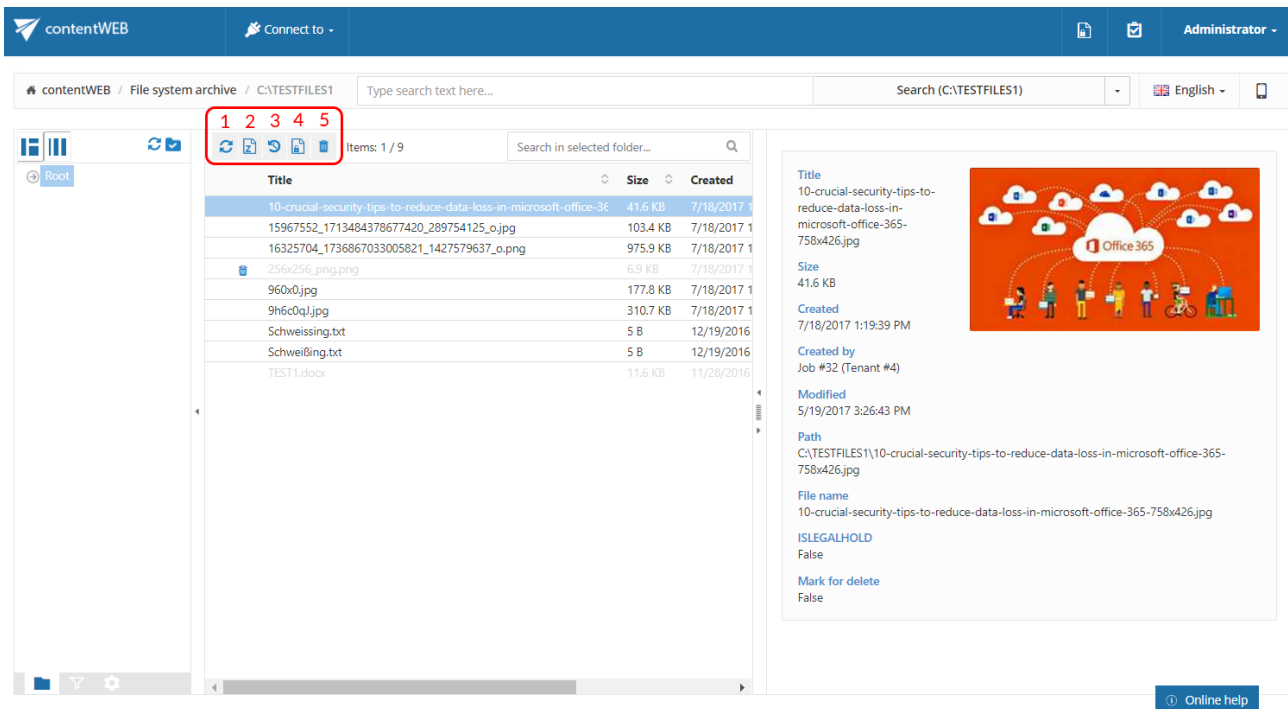 contentWEB
Connect to
Administrator
contentWEB / File system archive / C:\TESTFILES1
Type search text here...
Search (C:\TESTFILES1)
English
1 2 3 4 5
Items: 1 / 9
Search in selected folder...
Root
Title Size Created
10-crucial-security-tips-to-reduce-data-loss-in-microsoft-office-36 41.6 KB 7/18/2017 1
15967552_1713484378677420_289754125_o.jpg 103.4 KB 7/18/2017 1
16325704_1736867033005821_1427579637_o.png 975.9 KB 7/18/2017 1
256x256_png.png 6.9 KB 7/18/2017 1
960x0.jpg 177.8 KB 7/18/2017 1
9h6c0qJ.jpg 310.7 KB 7/18/2017 1
Schweissing.txt 5 B 12/19/2016
Schweißing.txt 5 B 12/19/2016
TEST1.docx 11.6 KB 11/28/2016
Title
10-crucial-security-tips-to-
reduce-data-loss-in-
microsoft-office-365-
758x426.jpg
Office 365
Size
41.6 KB
Created
7/18/2017 1:19:39 PM
Created by
Job #32 (Tenant #4)
Modified
5/19/2017 3:26:43 PM
Path
C:\TESTFILES1\10-crucial-security-tips-to-reduce-data-loss-in-microsoft-office-365-
758x426.jpg
File name
10-crucial-security-tips-to-reduce-data-loss-in-microsoft-office-365-758x426.jpg
ISLEGALHOLD
False
Mark for delete
False
Online help